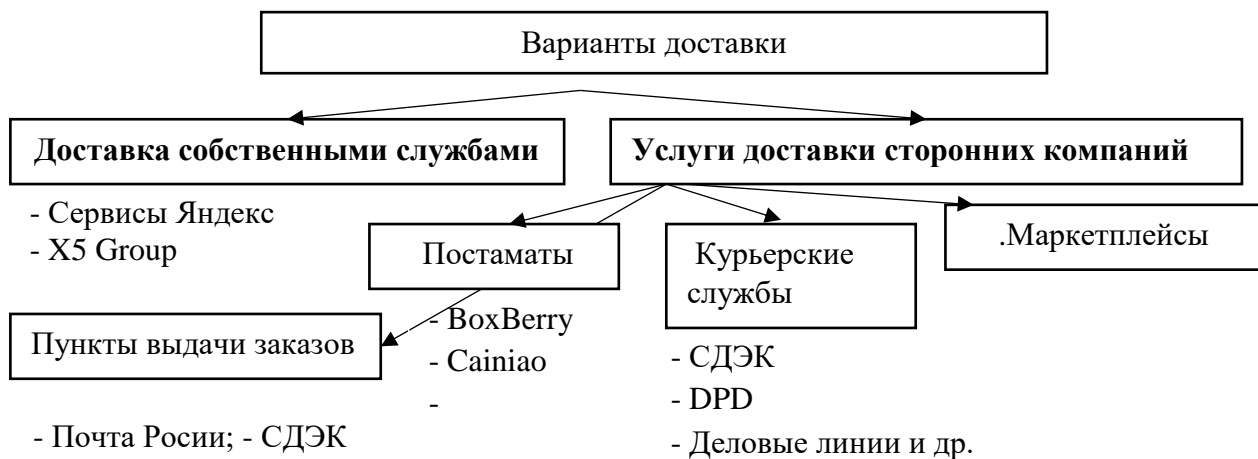 Варианты доставки
Доставка собственными службами
Услуги доставки сторонних компаний
- Сервисы Яндекс
- X5 Group
Постаматы
Курьерские
службы
.Маркетплейсы
Пункты выдачи заказов
- BoxBerry
- Cainiao
-
- СДЭК
- DPD
- Деловые линии и др.
- Почта Росии; - СДЭК